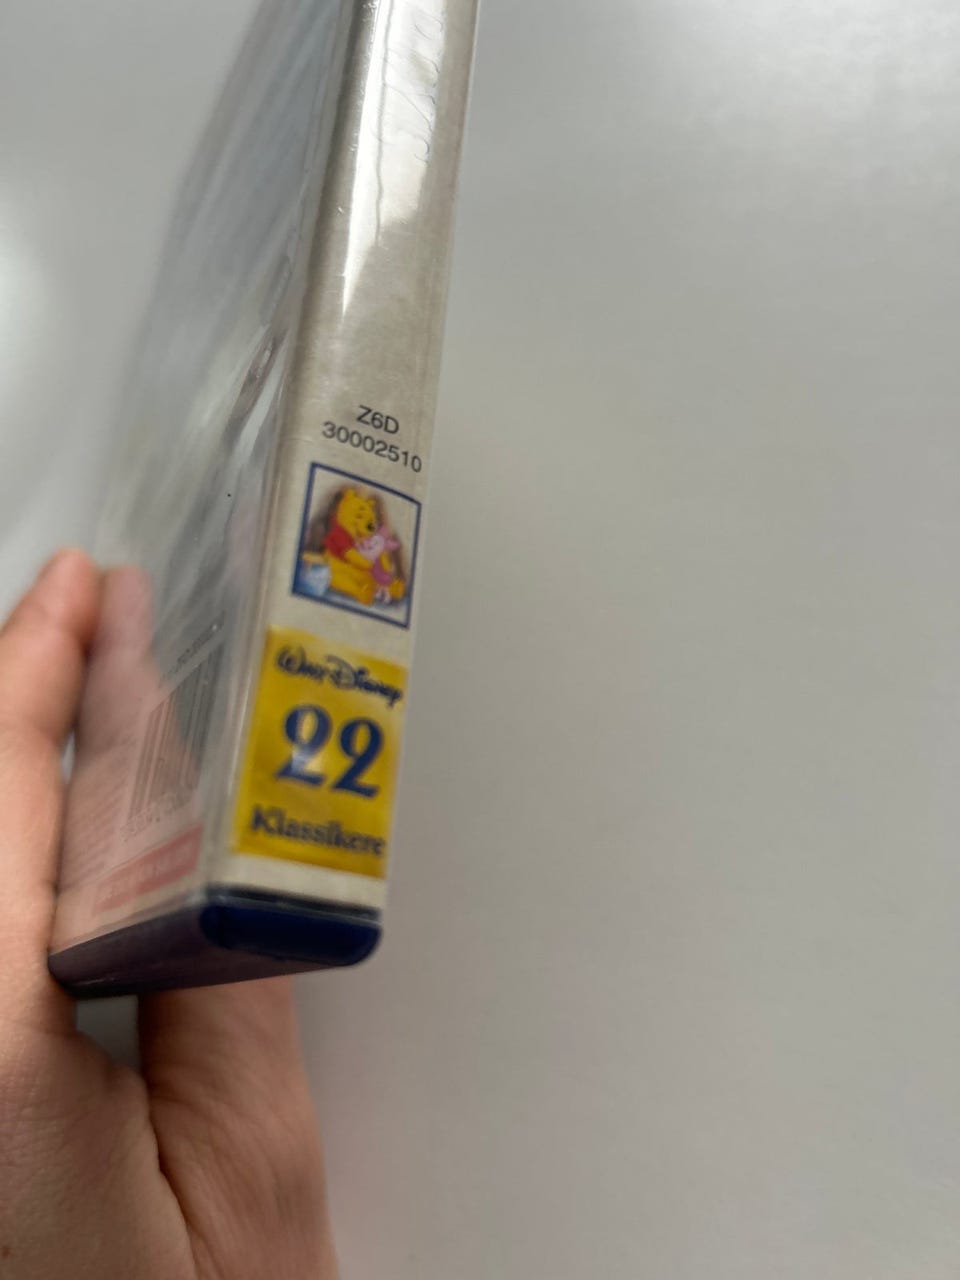 Z6D
30002510
Walt Disney
22
Klassikere